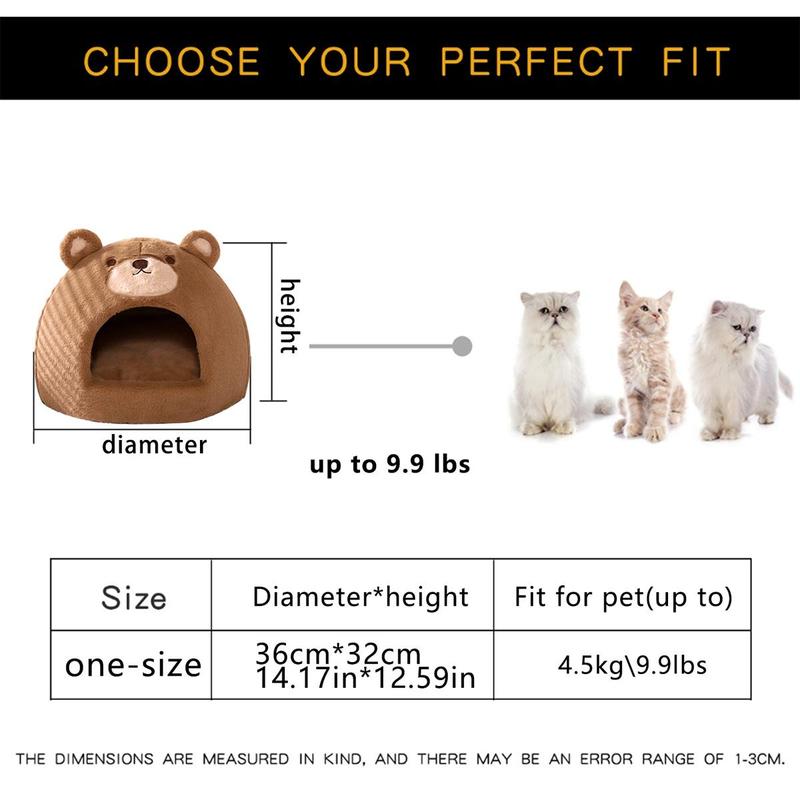 CHOOSE YOUR PERFECT FIT
height
diameter
up to 9.9 lbs
Size Diameter*height Fit for pet(up to)
one-size 36cm*32cm 4.5kg\9.9lbs
14.17in*12.59in
THE DIMENSIONS ARE MEASURED IN KIND, AND THERE MAY BE AN ERROR RANGE OF 1-3CM.